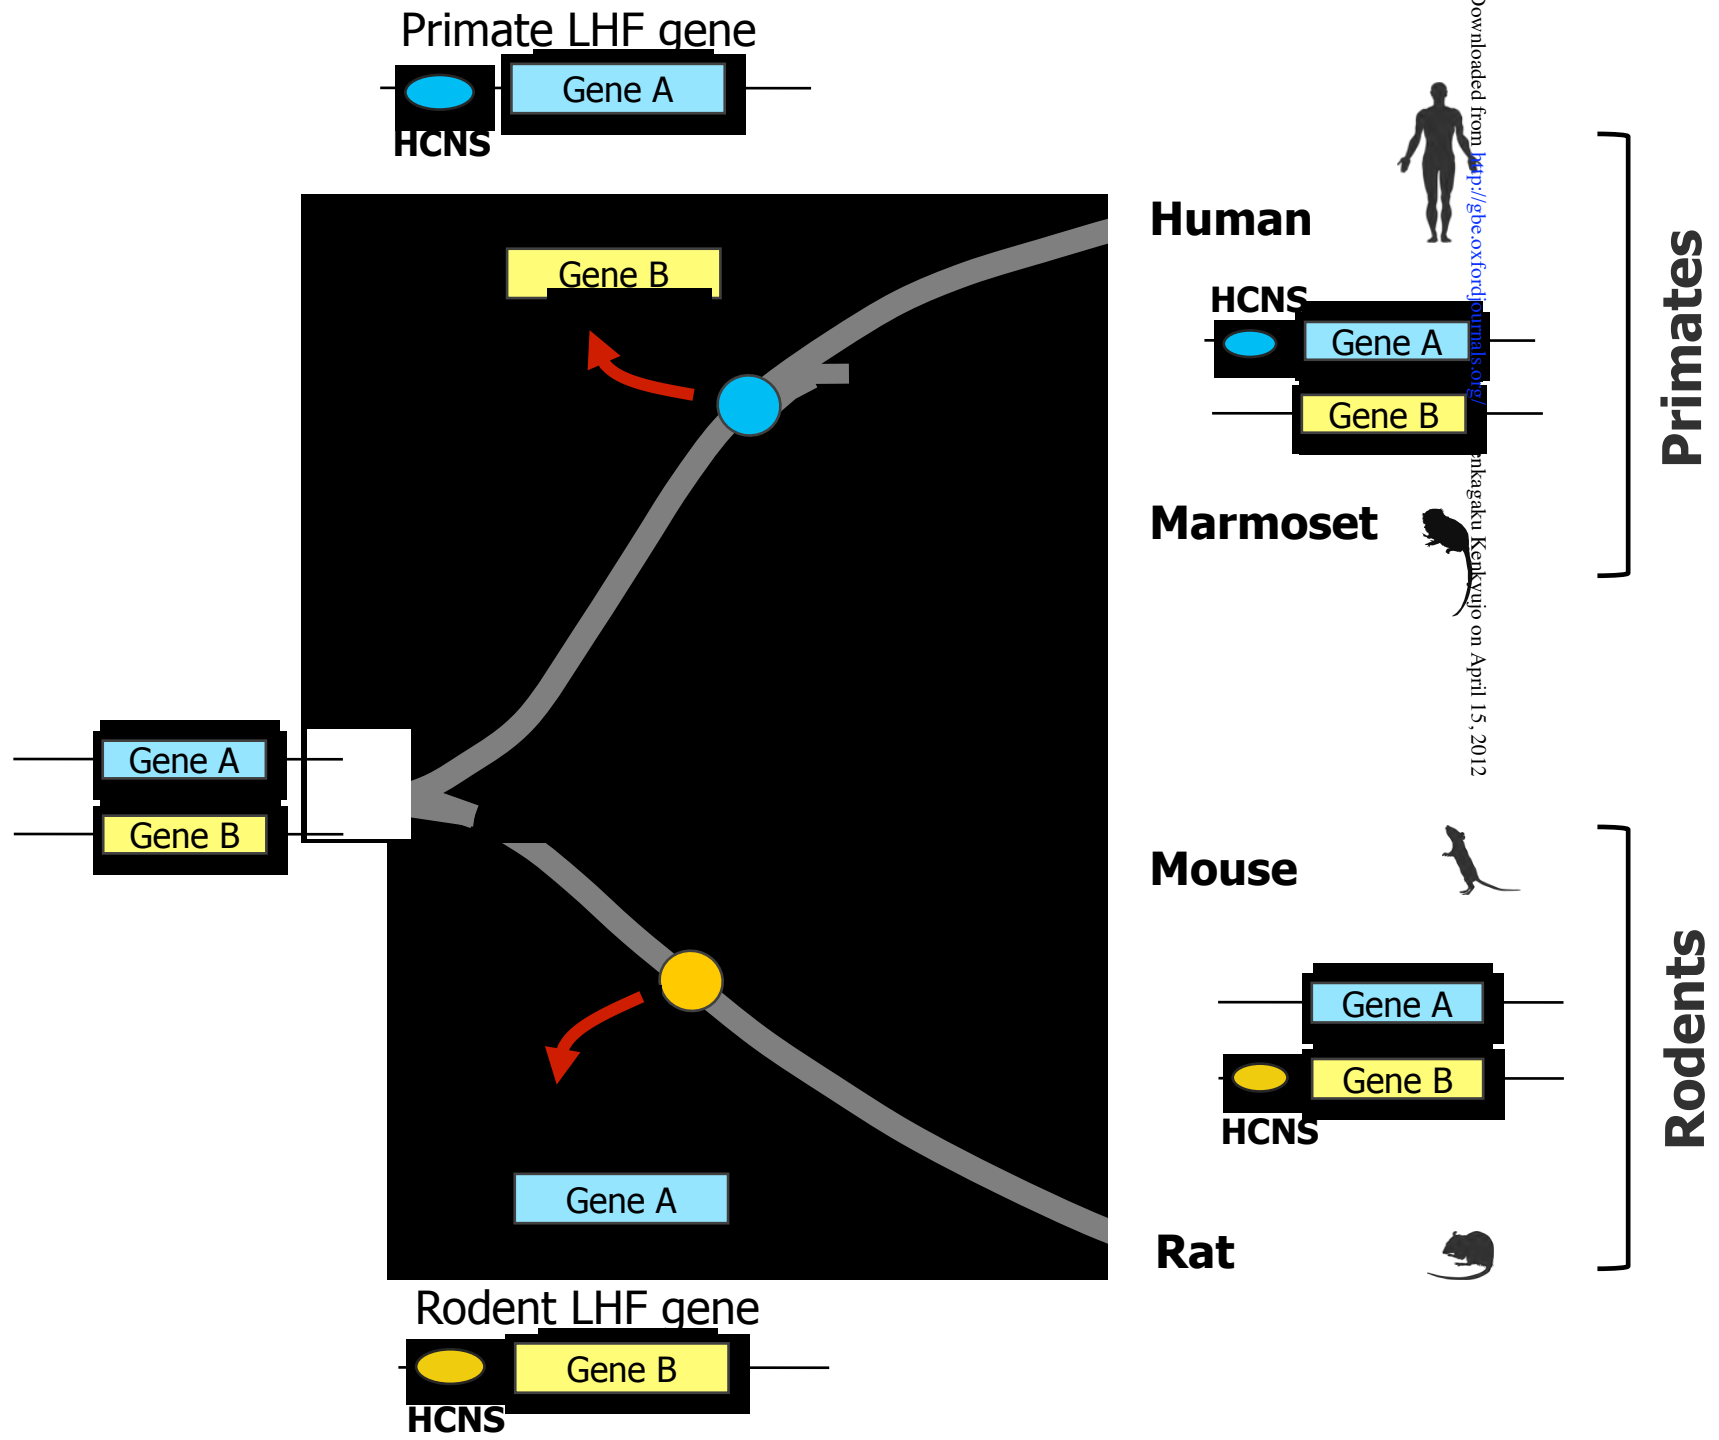 Primate LHF gene
Gene A
HCNS
Gene B
Human
HCNS
Gene A
Gene B
Marmoset
Primates
Gene A
Gene B
Mouse
Gene A
Gene B
HCNS
Rat
Rodents
Gene A
Rodent LHF gene
Gene B
HCNS
Downloaded from http://gbe.oxfordjournals.org/
Kenkyujo on April 15, 2012